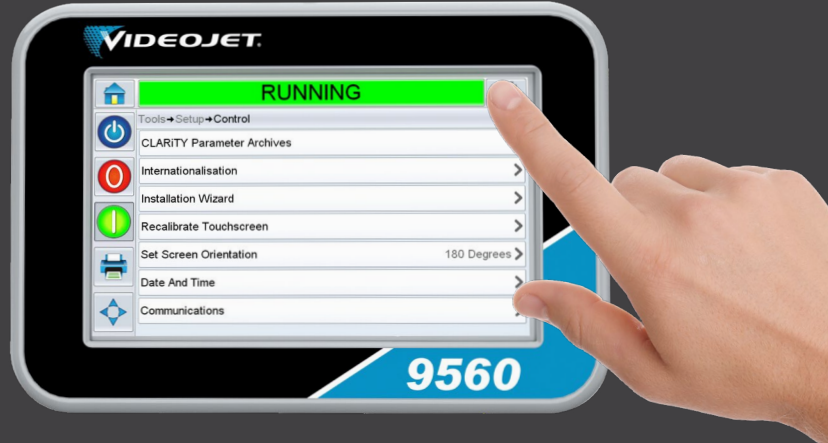 VIDEOJET.
RUNNING
Tools→Setup→Control
CLARiTY Parameter Archives
Internationalisation
Installation Wizard
Recalibrate Touchscreen
Set Screen Orientation 180 Degrees
Date And Time
Communications
9560